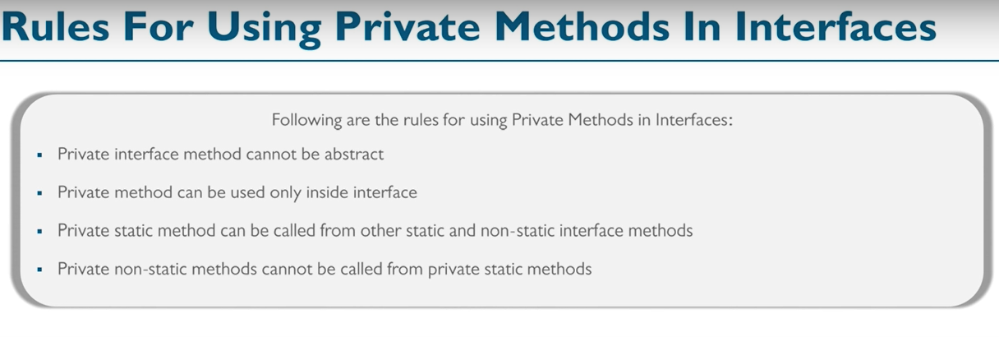 Rules For Using Private Methods In Interfaces
Following are the rules for using Private Methods in Interfaces:
▪ Private interface method cannot be abstract
▪ Private method can be used only inside interface
▪ Private static method can be called from other static and non-static interface methods
▪ Private non-static methods cannot be called from private static methods